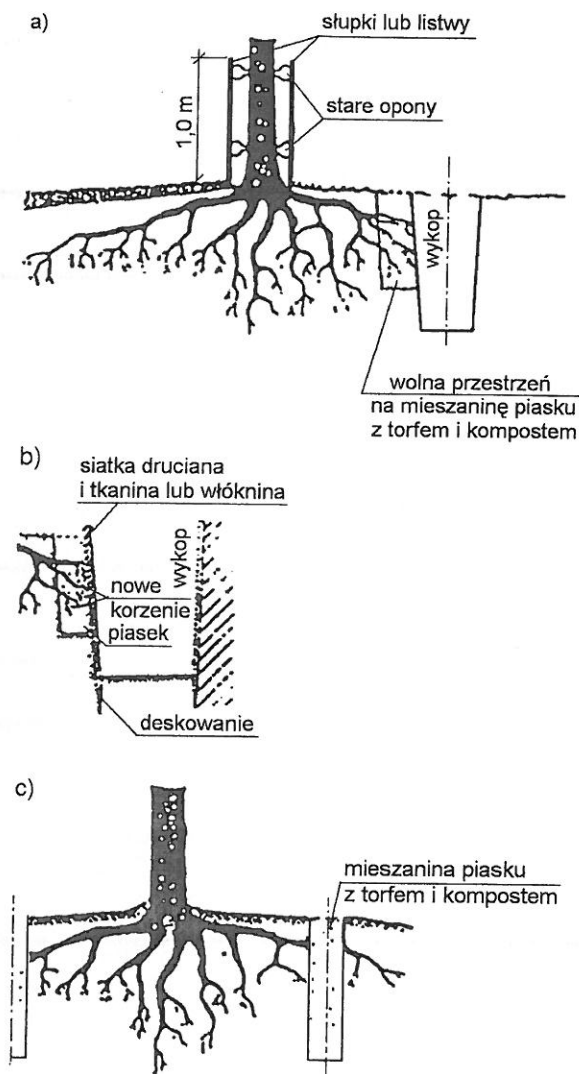 a)
słupki lub listwy
1,0 m
stare opony
wykop
wolna przestrzeń
na mieszaninę piasku
z torfem i kompostem
b)
siatka druciana
i tkanina lub włóknina
wykop
nowe
korzenie
piasek
deskowanie
c)
mieszanina piasku
z torfem i kompostem